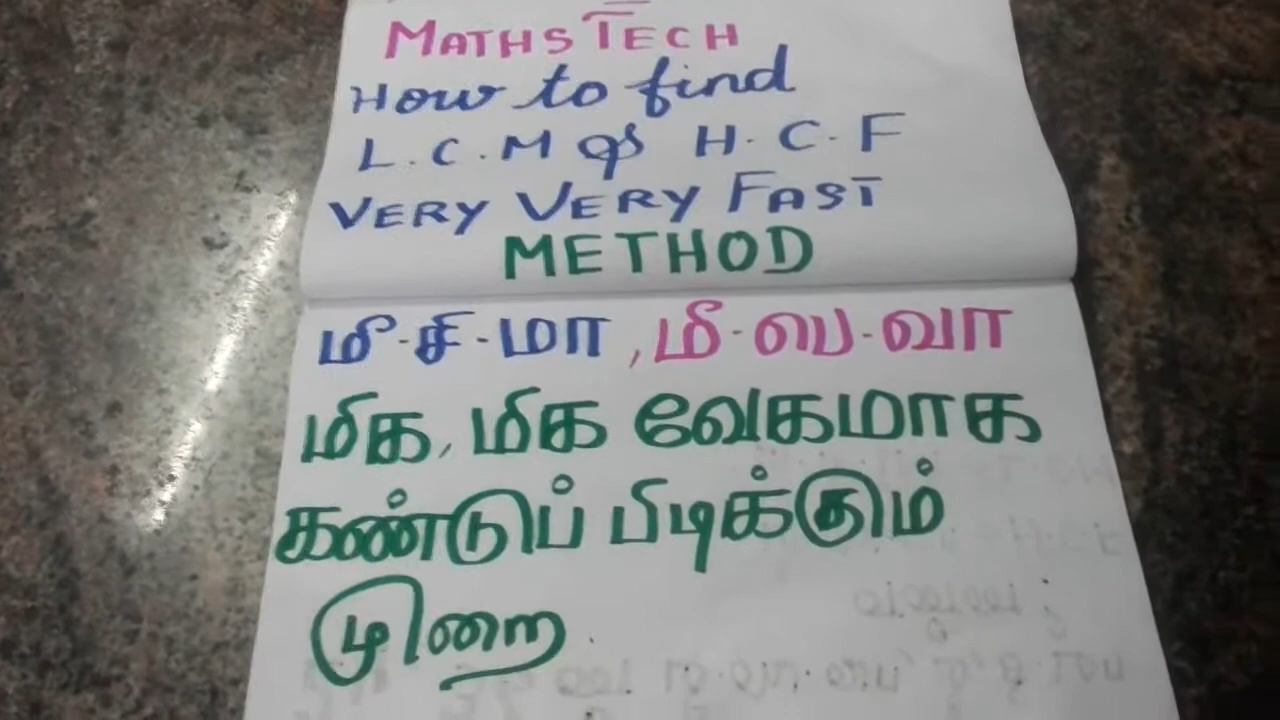 MATHS TECH
How to find
L.C.M & H.C.F
VERY VERY FAST
METHOD
மீ.சி.மா, மீ.பெ.வா
மிக, மிக வேகமாக
கண்டுப் பிடிக்கும்
முறை